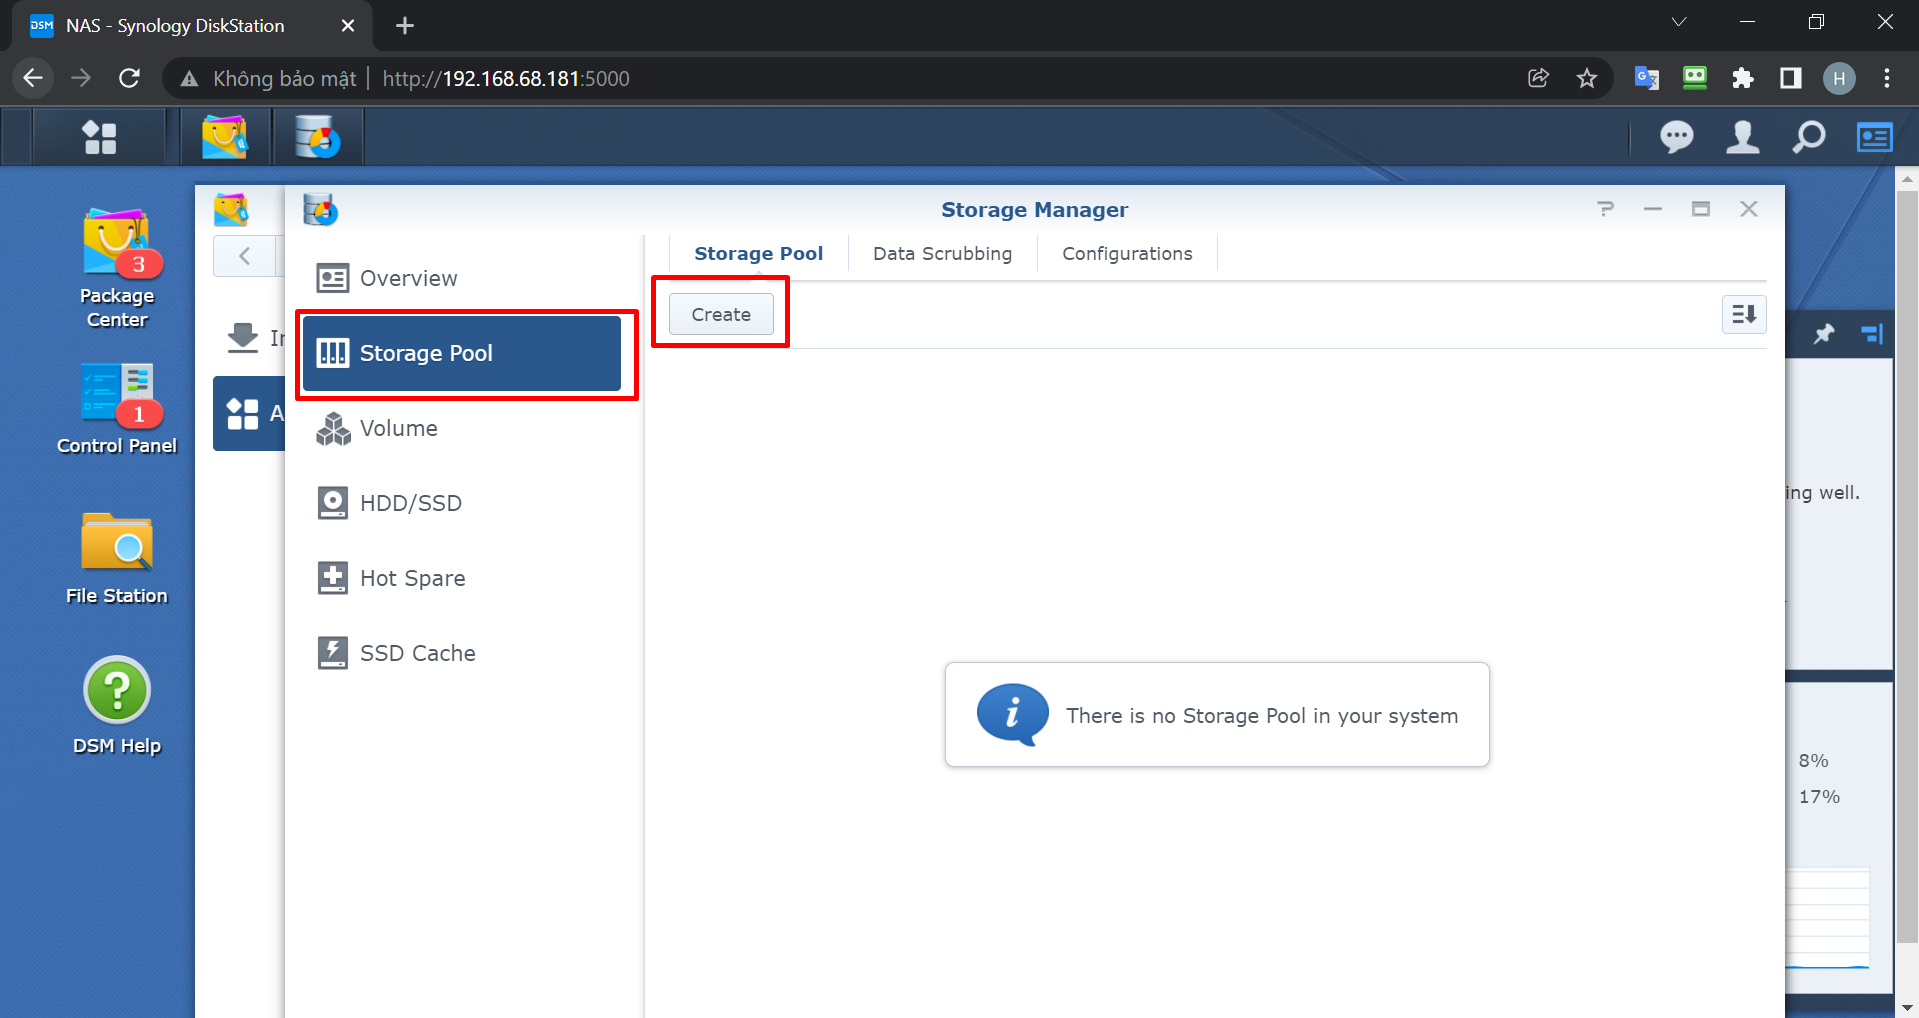 NAS - Synology DiskStation
Không bảo mật
http://192.168.68.181:5000
H
Storage Manager
3
Package
Center
1
Control Panel
File Station
DSM Help
Overview
Storage Pool
Volume
HDD/SSD
Hot Spare
SSD Cache
Storage Pool
Data Scrubbing
Configurations
Create
There is no Storage Pool in your system
ing well.
8%
17%